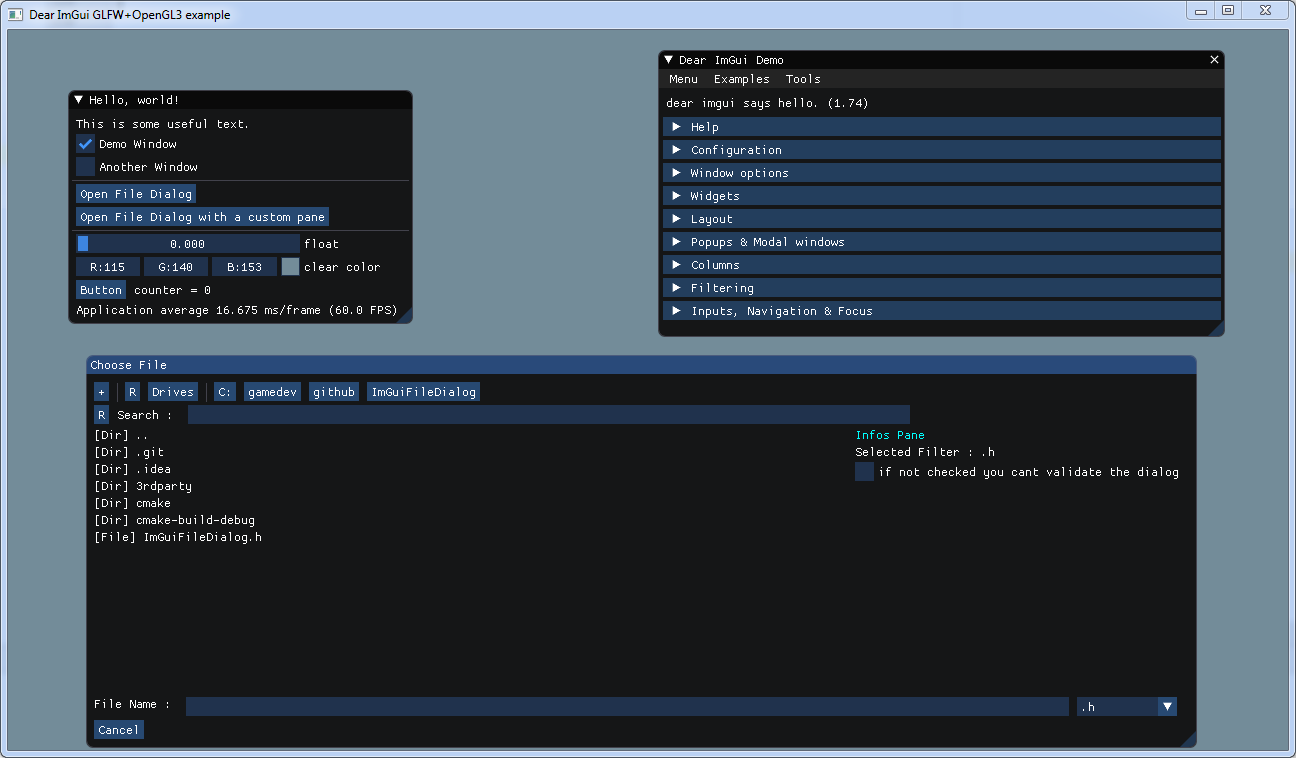 Dear ImGui GLFW+OpenGL3 example
Hello, world!
This is some useful text.
Demo Window
Another Window
Open File Dialog
Open File Dialog with a custom pane
0.000 float
R:115 G:140 B:153 clear color
Button counter = 0
Application average 16.675 ms/frame (60.0 FPS)
Dear ImGui Demo
Menu Examples Tools
dear imgui says hello. (1.74)
Help
Configuration
Window options
Widgets
Layout
Popups & Modal windows
Columns
Filtering
Inputs, Navigation & Focus
Choose File
+ R Drives C: gamedev github ImGuiFileDialog
R Search :
[Dir] ..
[Dir] .git
[Dir] .idea
[Dir] 3rdparty
[Dir] cmake
[Dir] cmake-build-debug
[File] ImGuiFileDialog.h
Infos Pane
Selected Filter : .h
if not checked you cant validate the dialog
File Name : .h
Cancel